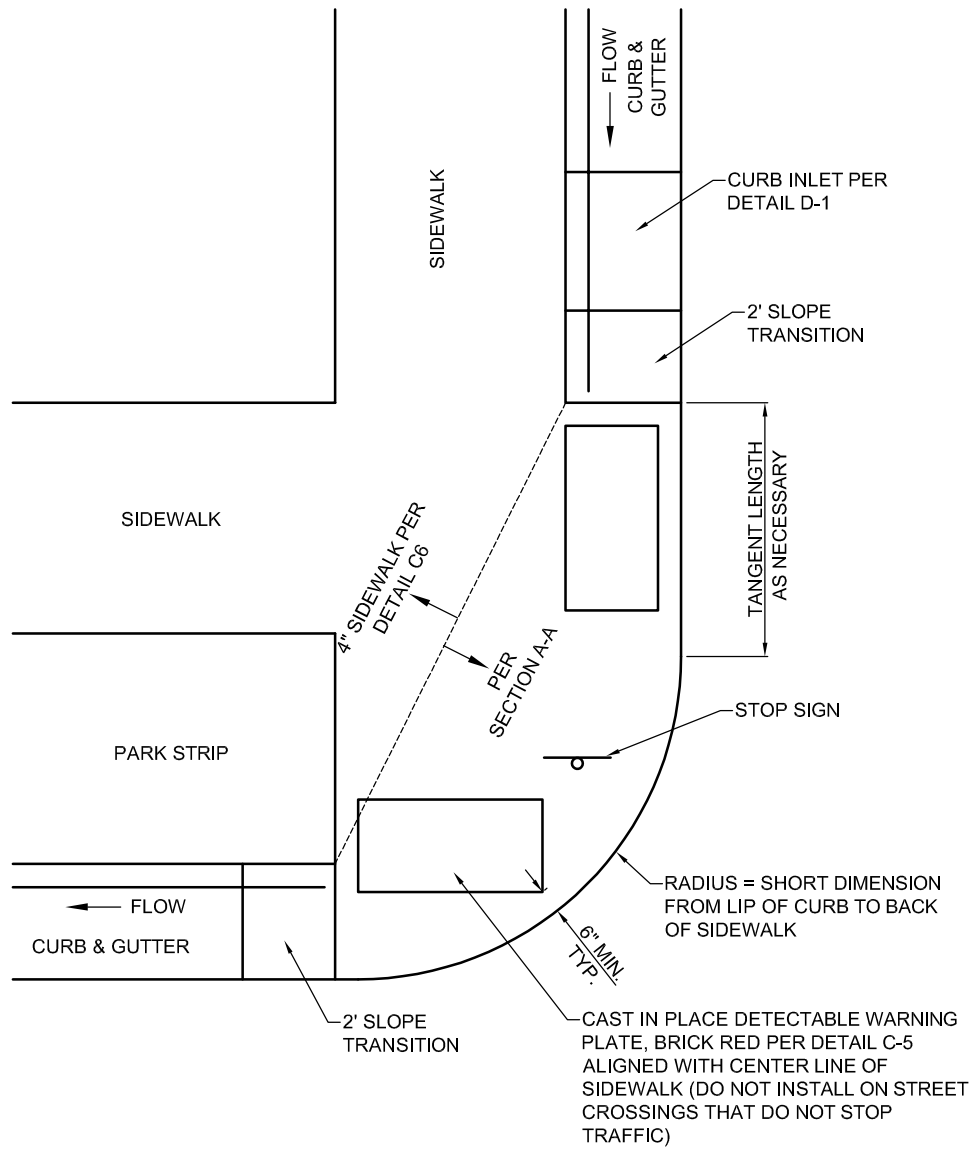 FLOW
CURB &
GUTTER
CURB INLET PER
DETAIL D-1
SIDEWALK
2' SLOPE
TRANSITION
TANGENT LENGTH
AS NECESSARY
SIDEWALK
4" SIDEWALK PER
DETAIL C6
PER
SECTION A-A
STOP SIGN
PARK STRIP
RADIUS = SHORT DIMENSION
FROM LIP OF CURB TO BACK
OF SIDEWALK
FLOW
CURB & GUTTER
6" MIN.
TYP.
2' SLOPE
TRANSITION
CAST IN PLACE DETECTABLE WARNING
PLATE, BRICK RED PER DETAIL C-5
ALIGNED WITH CENTER LINE OF
SIDEWALK (DO NOT INSTALL ON STREET
CROSSINGS THAT DO NOT STOP
TRAFFIC)